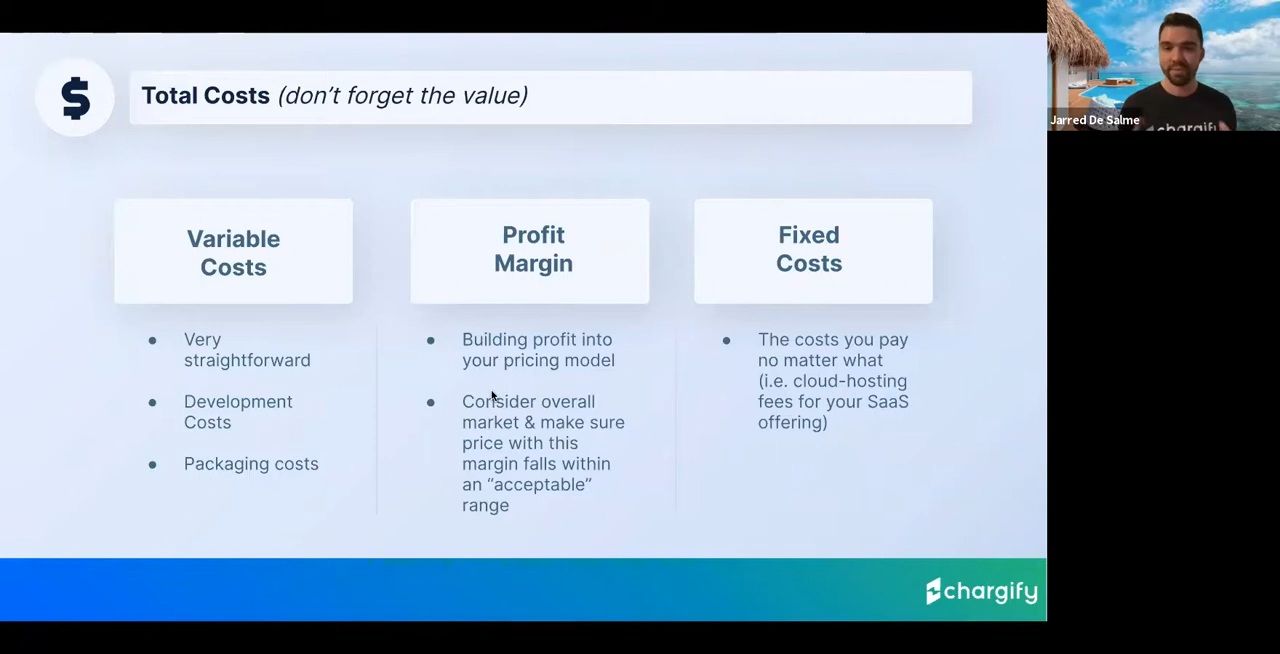 $
Total Costs (don’t forget the value)
Variable
Costs
Very
straightforward
Development
Costs
Packaging costs
Profit
Margin
Building profit into
your pricing model
Consider overall
market & make sure
price with this
margin falls within
an “acceptable”
range
Fixed
Costs
The costs you pay
no matter what
(i.e. cloud-hosting
fees for your SaaS
offering)
chargify
chargify
Jarred De Salme